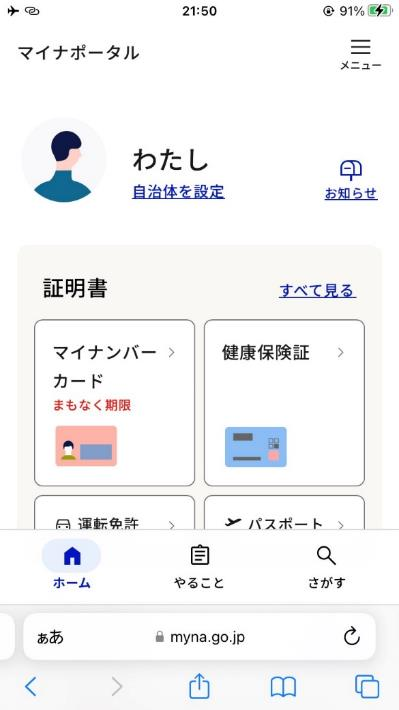 21:50
91%
マイナポータル
メニュー
わたし
自治体を設定
お知らせ
証明書
すべて見る
マイナンバー
カード
まもなく期限
健康保険証
運転免許
パスポート
ホーム
やること
さがす
ぁあ
myna.go.jp